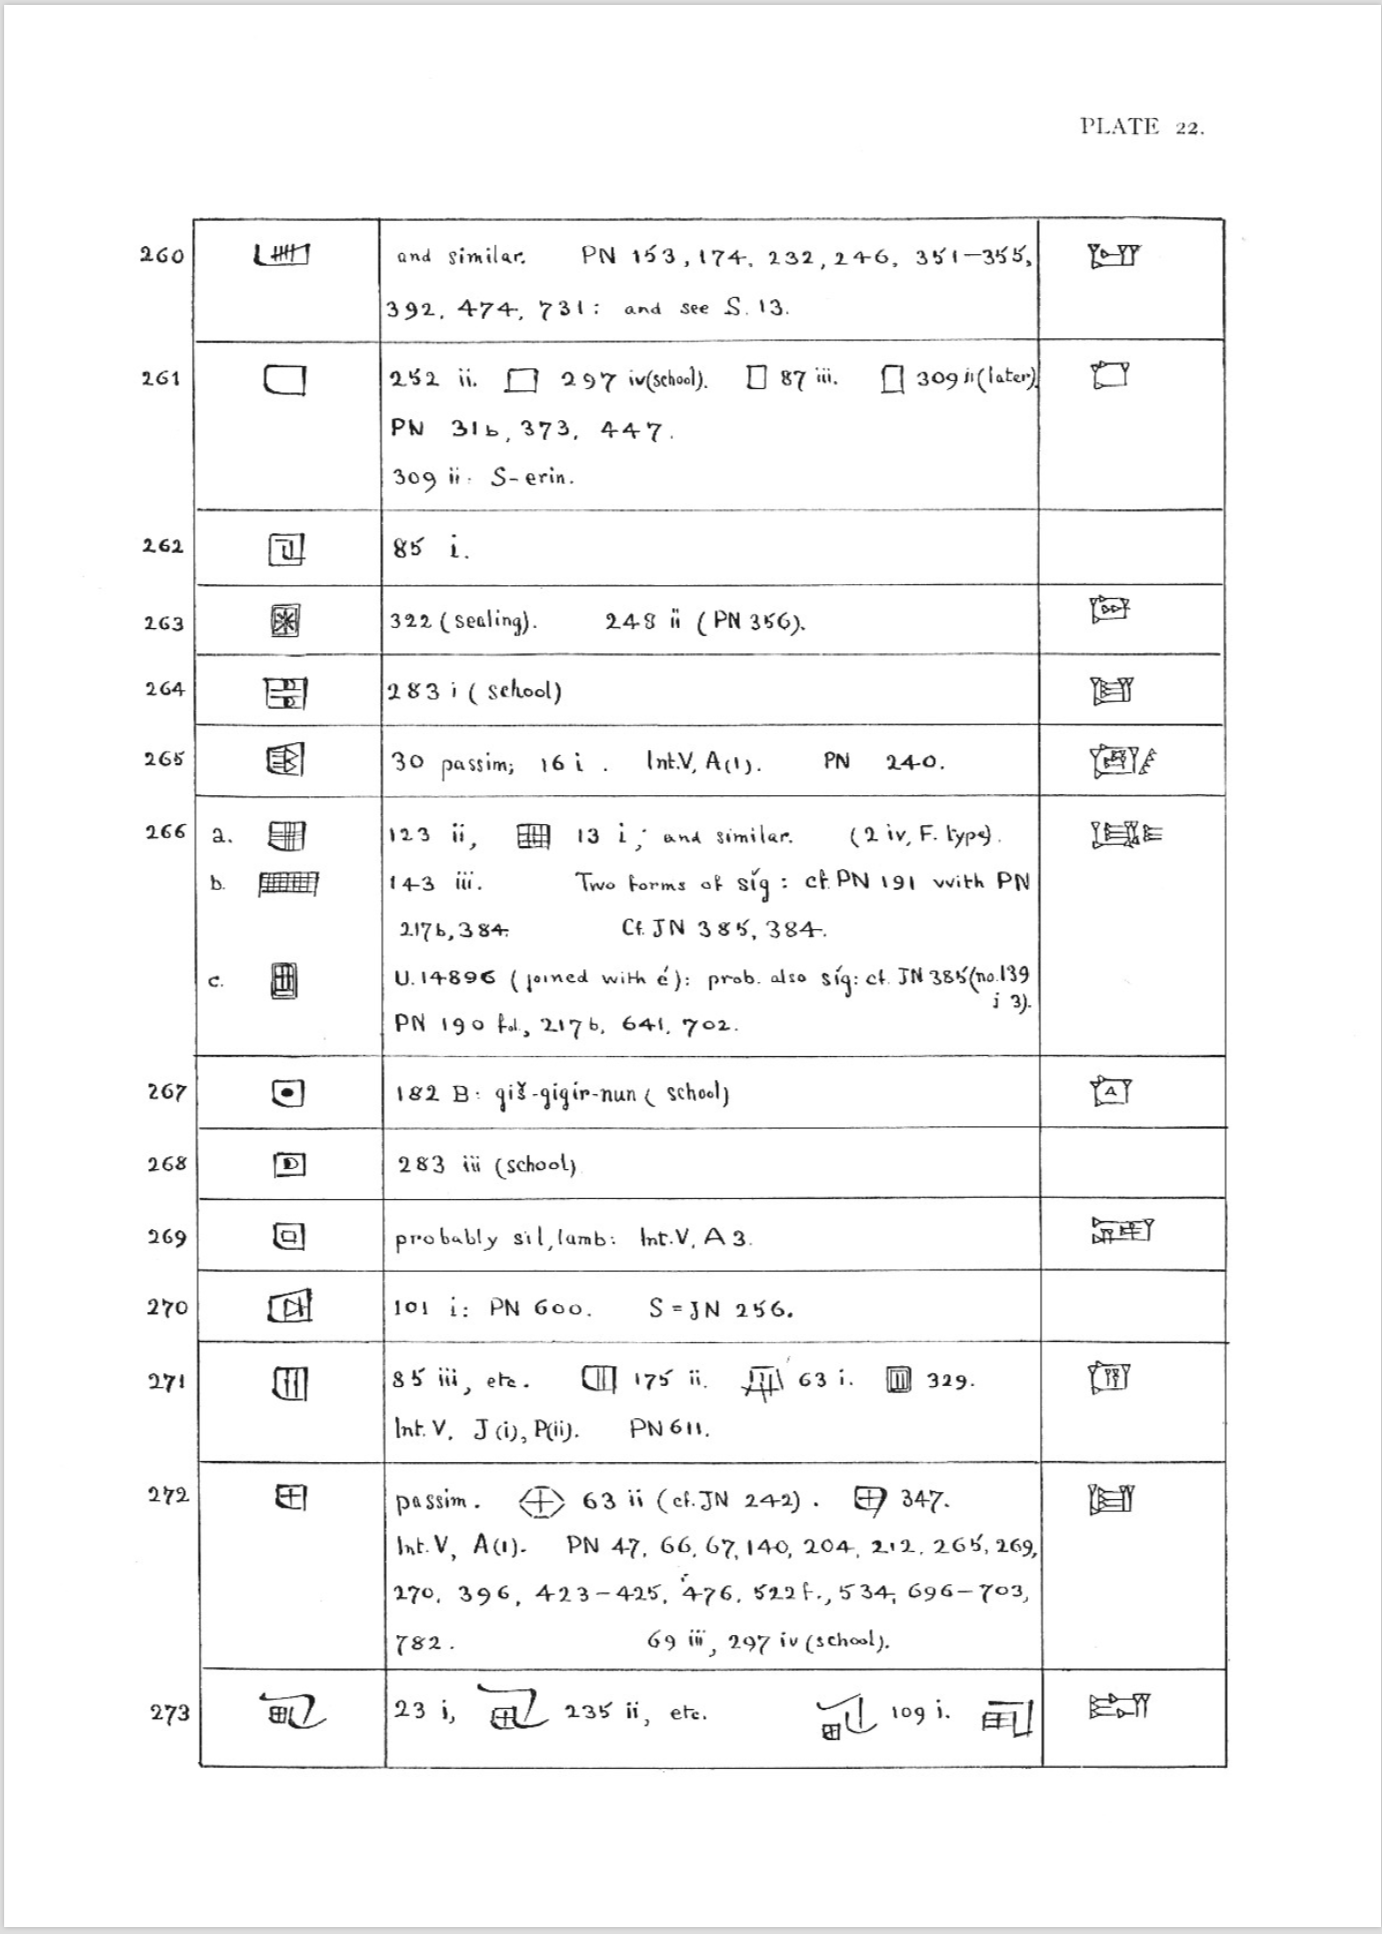 PLATE 22.
260 and similar. PN 153, 174, 232, 246, 351–355,
392, 474, 731: and see S. 13.
261 252 ii. 297 iv (school). 87 iii. 309 ii (later)
PN 31b, 373, 447.
309 ii: S-erin.
262 85 i.
263 322 (sealing). 248 ii (PN 356).
264 283 i (school)
265 30 passim; 16 i. Int.V, A(1). PN 240.
266 a. 123 ii, 13 i; and similar. (2 iv, F. type).
b. 143 iii. Two forms of síg: cf. PN 191 with PN
217b, 384. Cf. JN 385, 384.
c. U.14896 (joined with é): prob. also síg: cf. JN 385 (no.139
i 3).
PN 190 fol., 217b, 641, 702.
267 182 B: giš-gigir-nun (school)
268 283 iii (school)
269 probably sil, lamb: Int.V, A 3.
270 101 i: PN 600. S = JN 256.
271 85 iii, etc. 175 ii. 63 i. 329.
Int. V, J (i), P(ii). PN 611.
272 passim. 63 ii (cf. JN 242). 347.
Int. V, A(1). PN 47, 66, 67, 140, 204, 212, 265, 269,
270, 396, 423–425, 476, 522 f., 534, 696–703,
782. 69 iii, 297 iv (school).
273 23 i, 235 ii, etc. 109 i.